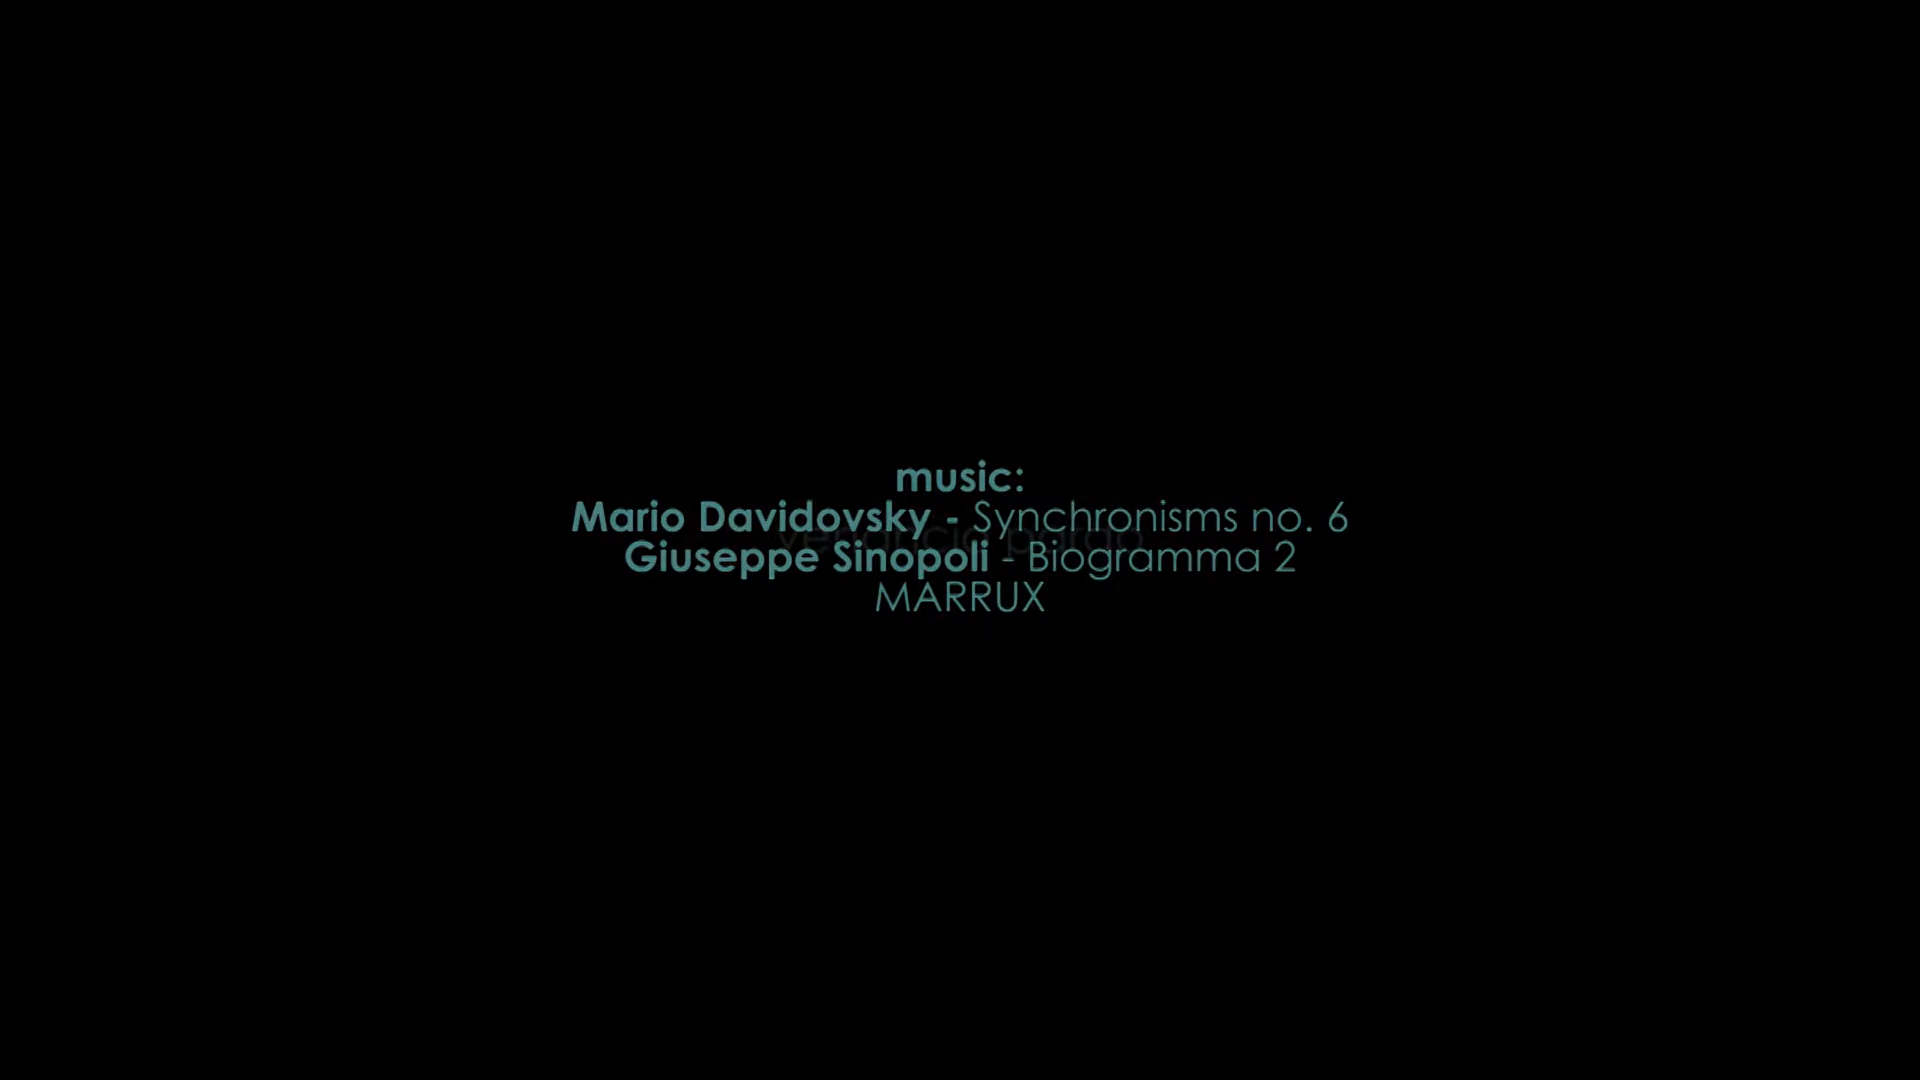 music:
Mario Davidovsky - Synchronisms no. 6
Giuseppe Sinopoli - Biogramma 2
MARRUX